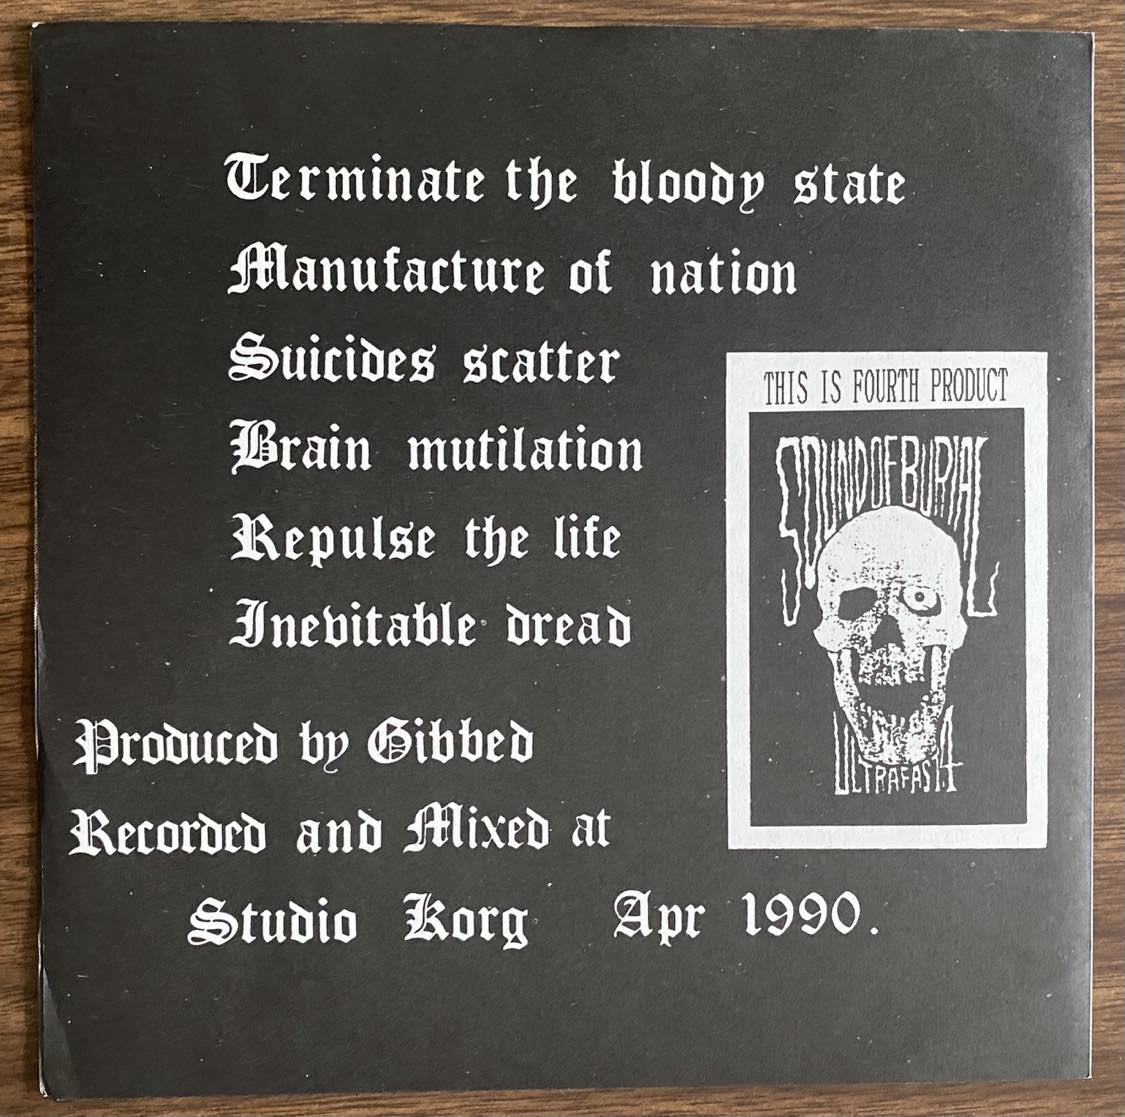 Terminate the bloody state
Manufacture of nation
Suicides scatter
Brain mutilation
Repulse the life
Inevitable dread
THIS IS FOURTH PRODUCT
SOUND OF BURIAL
ULTRAFAST.4
Produced by Gibbed
Recorded and Mixed at
Studio Korg Apr 1990.